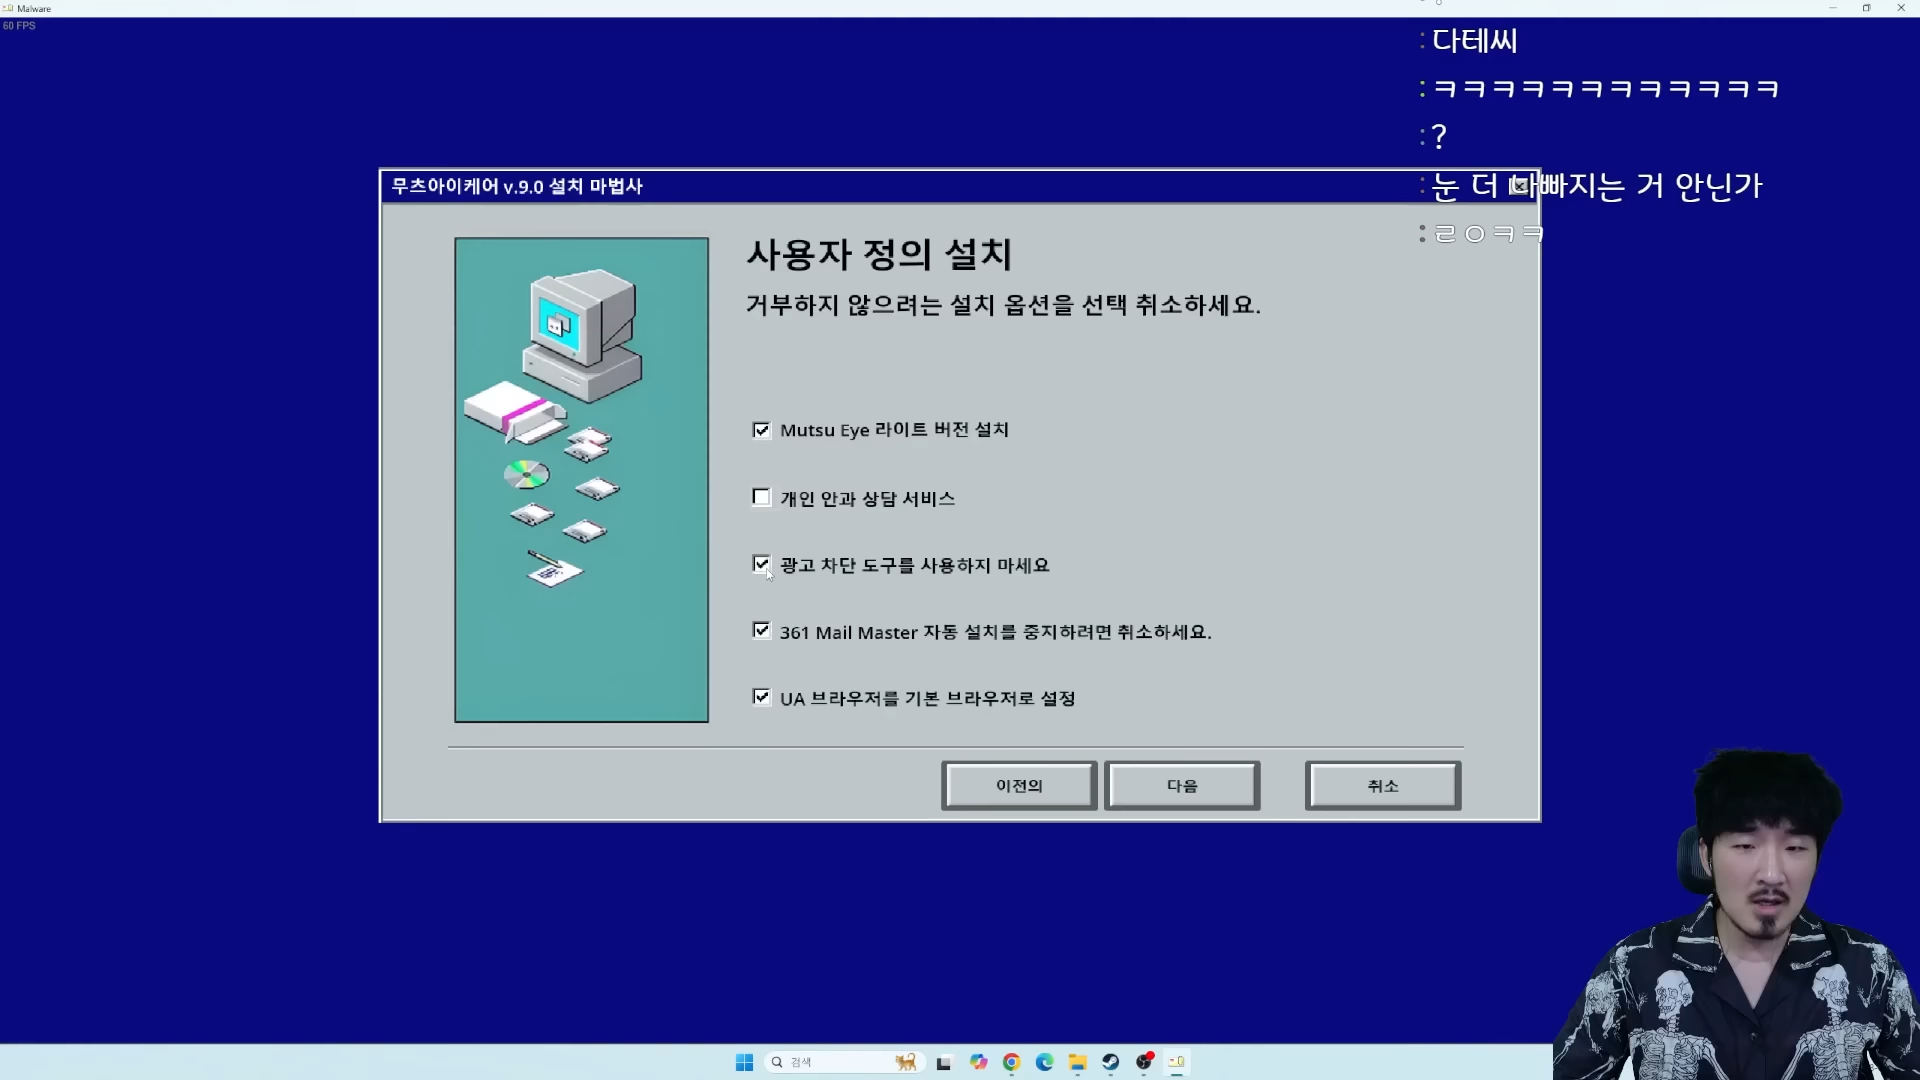 Malware
60 FPS
: 다테씨
: ㅋㅋㅋㅋㅋㅋㅋㅋㅋㅋㅋㅋ
: ?
: 눈 더 나빠지는 거 안닌가
: ㄹㅇㅋㅋ
무츠아이케어 v.9.0 설치 마법사
사용자 정의 설치
거부하지 않으려는 설치 옵션을 선택 취소하세요.
Mutsu Eye 라이트 버전 설치
개인 안과 상담 서비스
광고 차단 도구를 사용하지 마세요
361 Mail Master 자동 설치를 중지하려면 취소하세요.
UA 브라우저를 기본 브라우저로 설정
이전의
다음
취소
검색